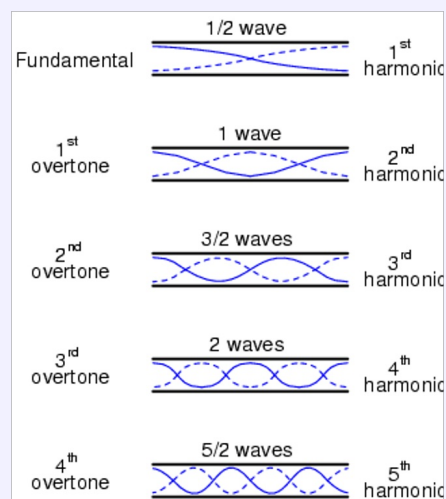 1/2 wave
Fundamental
1st
harmonic
1 wave
1st
overtone
2nd
harmonic
3/2 waves
2nd
overtone
3rd
harmonic
2 waves
3rd
overtone
4th
harmonic
5/2 waves
4th
overtone
5th
harmonic